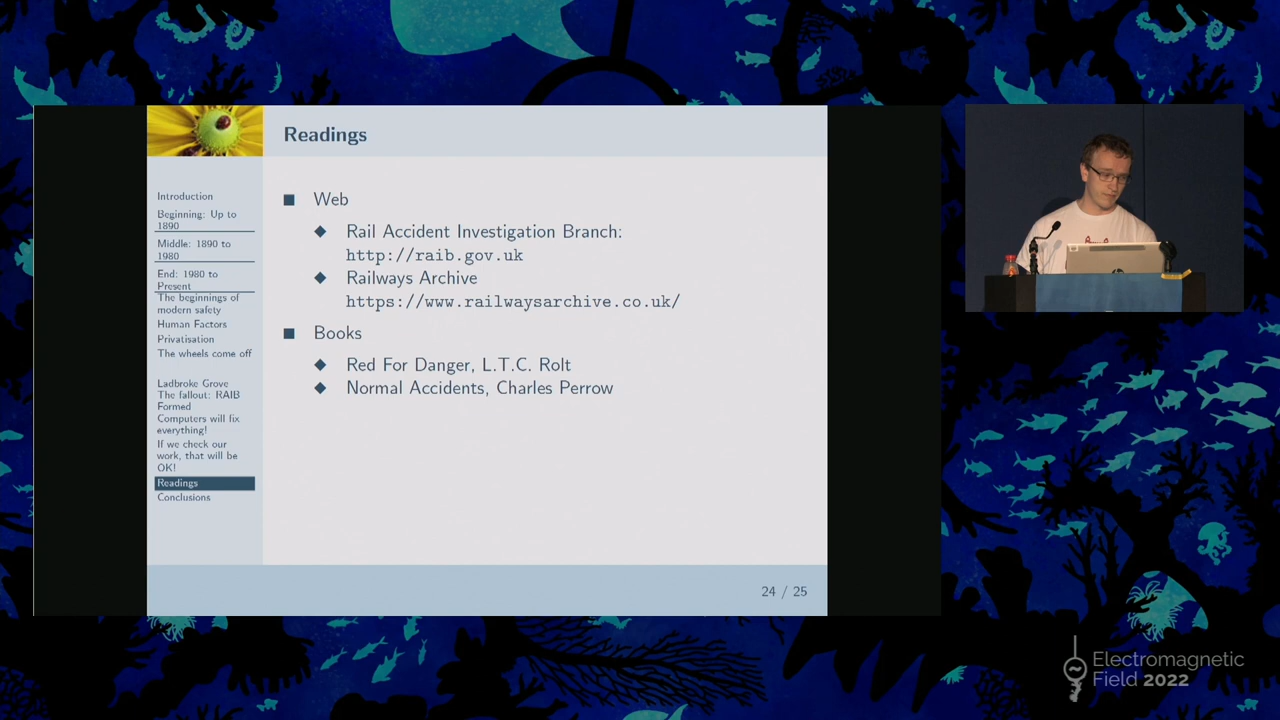 Readings
Introduction
Beginning: Up to
1890
Middle: 1890 to
1980
End: 1980 to
Present
The beginnings of
modern safety
Human Factors
Privatisation
The wheels come off
Ladbroke Grove
The fallout: RAIB
Formed
Computers will fix
everything!
If we check our
work, that will be
OK!
Readings
Conclusions
■ Web
◆ Rail Accident Investigation Branch:
http://raib.gov.uk
◆ Railways Archive
https://www.railwaysarchive.co.uk/
■ Books
◆ Red For Danger, L.T.C. Rolt
◆ Normal Accidents, Charles Perrow
24 / 25
Electromagnetic
Field 2022